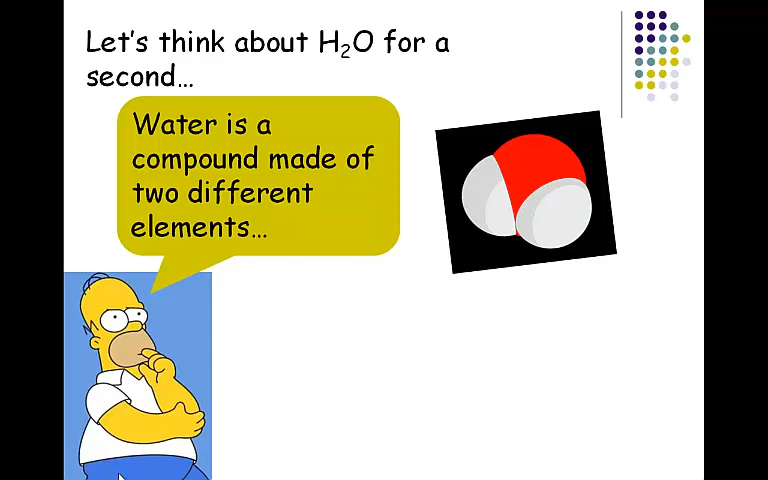 Let's think about H₂O for a
second…
Water is a
compound made of
two different
elements…